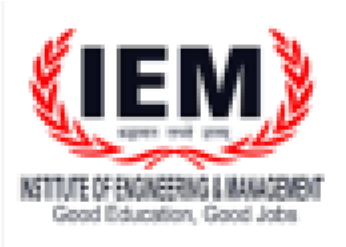 IEM
INSTITUTE OF ENGINEERING & MANAGEMENT
Good Education, Good Jobs